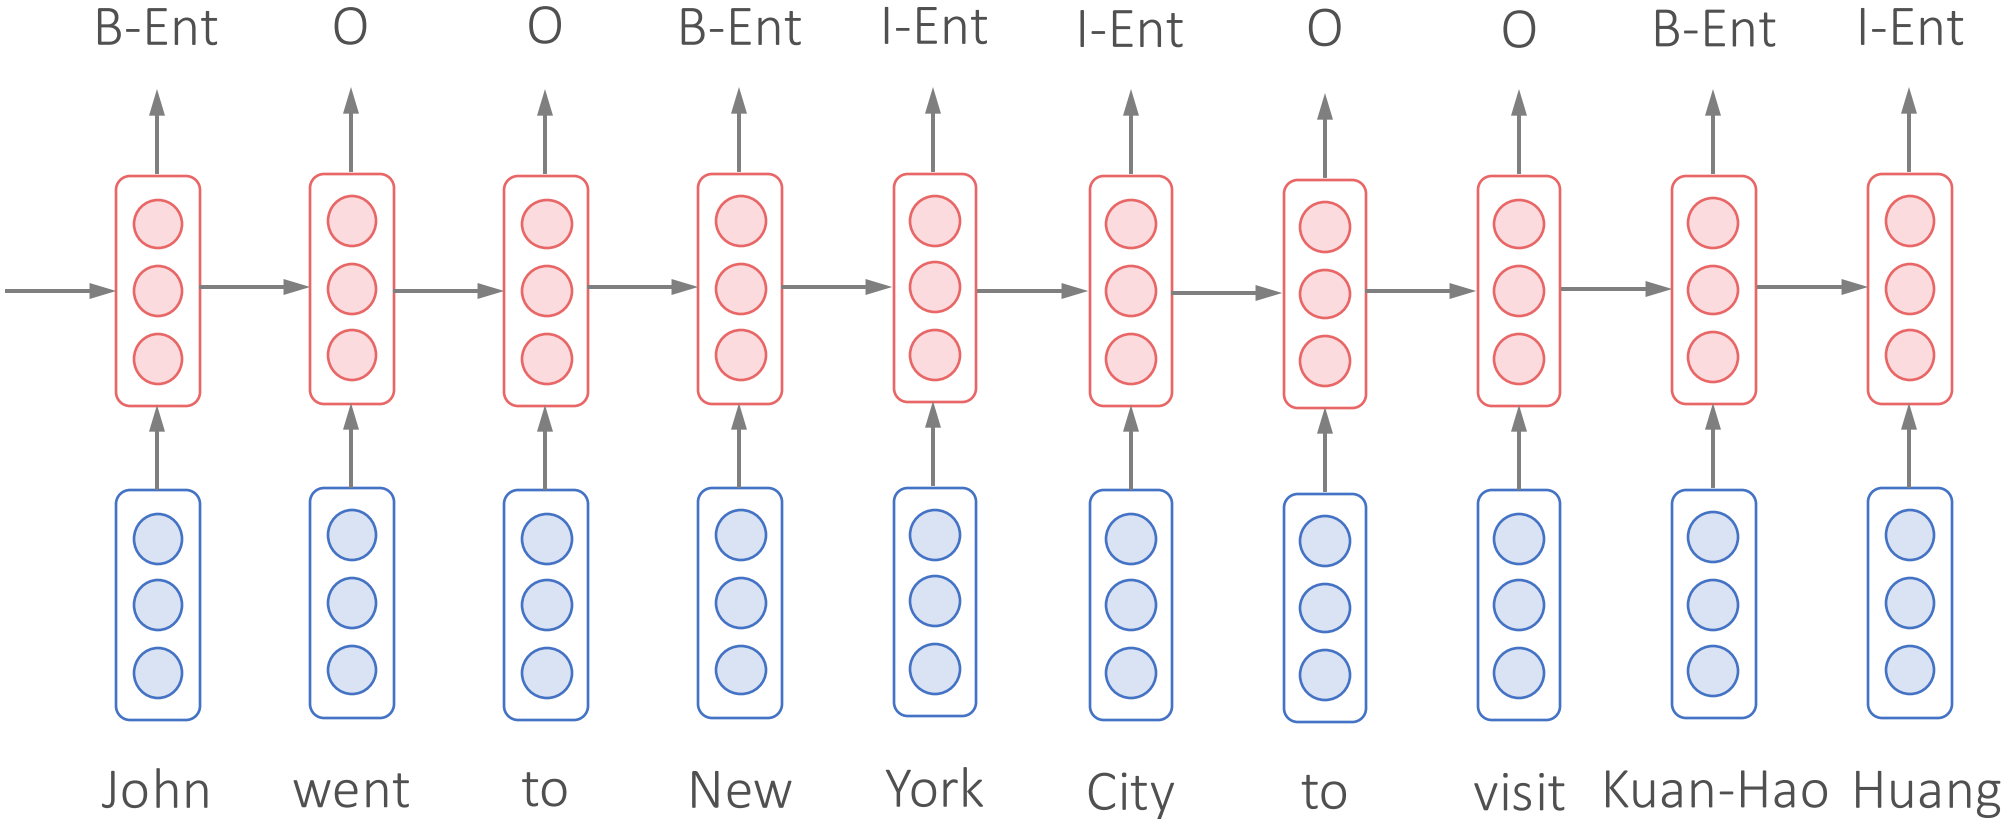 B-Ent O O B-Ent I-Ent I-Ent O O B-Ent I-Ent
John went to New York City to visit Kuan-Hao Huang